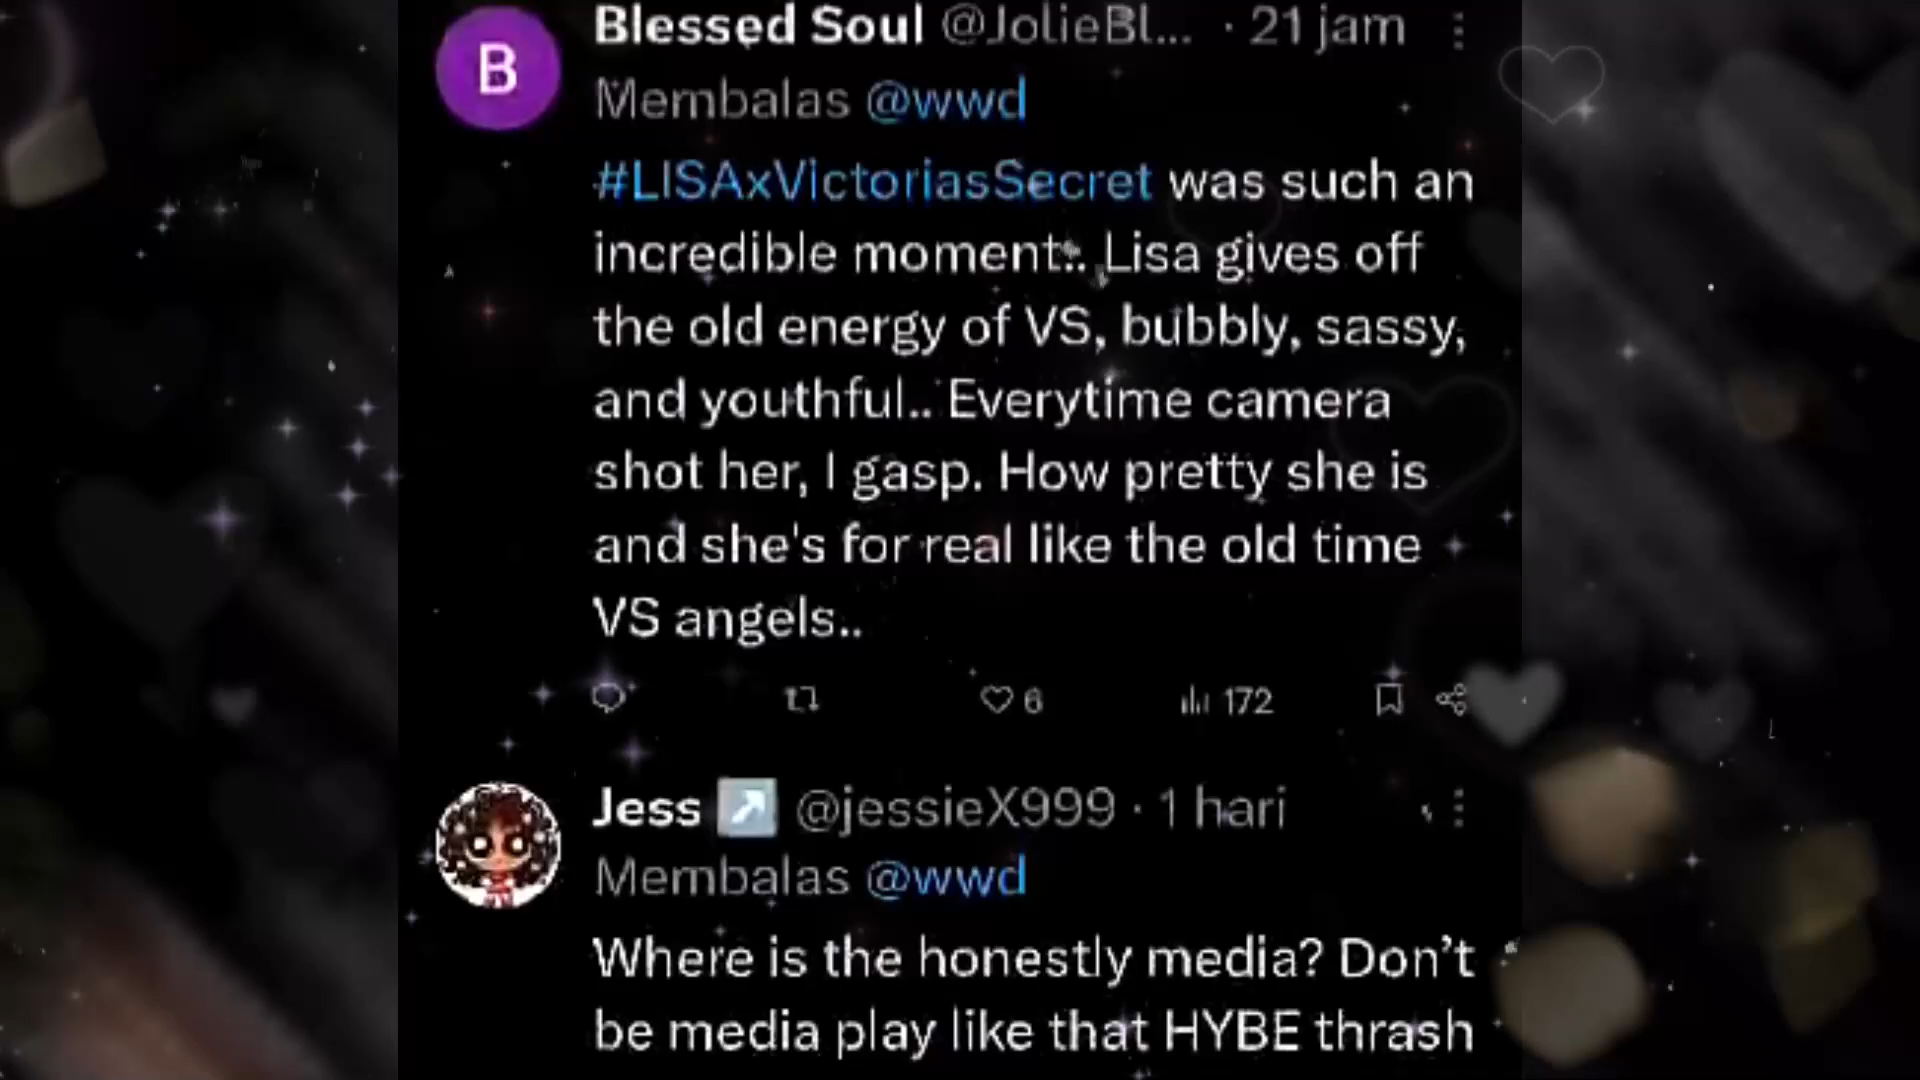 Blessed Soul @JolieBl... · 21 jam
Membalas @wwd
#LISAxVictoriasSecret was such an
incredible moment.. Lisa gives off
the old energy of VS, bubbly, sassy,
and youthful.. Everytime camera
shot her, I gasp. How pretty she is
and she's for real like the old time
VS angels..
6 172
Jess @jessieX999 · 1 hari
Membalas @wwd
Where is the honestly media? Don't
be media play like that HYBE thrash